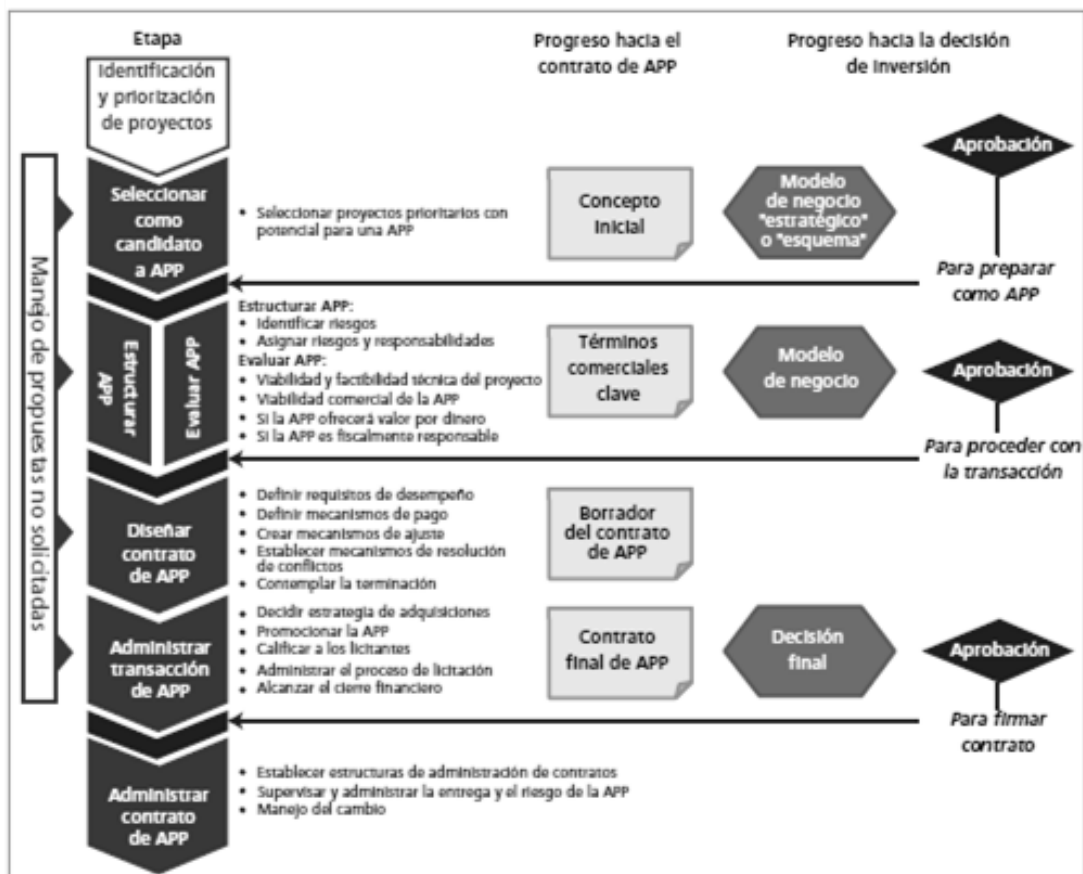 Etapa
Progreso hacia el
contrato de APP
Progreso hacia la decisión
de inversión
Identificación
y priorización
de proyectos
Manejo de propuestas no solicitadas
Seleccionar
como
candidato
a APP
• Seleccionar proyectos prioritarios con
potencial para una APP
Concepto
inicial
Modelo
de negocio
"estratégico"
o "esquema"
Aprobación
Para preparar
como APP
Estructurar
APP
Evaluar APP
Estructurar APP:
• Identificar riesgos
• Asignar riesgos y responsabilidades
Evaluar APP:
• Viabilidad y factibilidad técnica del proyecto
• Viabilidad comercial de la APP
• Si la APP ofrecerá valor por dinero
• Si la APP es fiscalmente responsable
Términos
comerciales
clave
Modelo
de negocio
Aprobación
Para proceder con
la transacción
Diseñar
contrato
de APP
• Definir requisitos de desempeño
• Definir mecanismos de pago
• Crear mecanismos de ajuste
• Establecer mecanismos de resolución
de conflictos
• Contemplar la terminación
Borrador
del contrato
de APP
Administrar
transacción
de APP
• Decidir estrategia de adquisiciones
• Promocionar la APP
• Calificar a los licitantes
• Administrar el proceso de licitación
• Alcanzar el cierre financiero
Contrato
final de APP
Decisión
final
Aprobación
Para firmar
contrato
Administrar
contrato
de APP
• Establecer estructuras de administración de contratos
• Supervisar y administrar la entrega y el riesgo de la APP
• Manejo del cambio